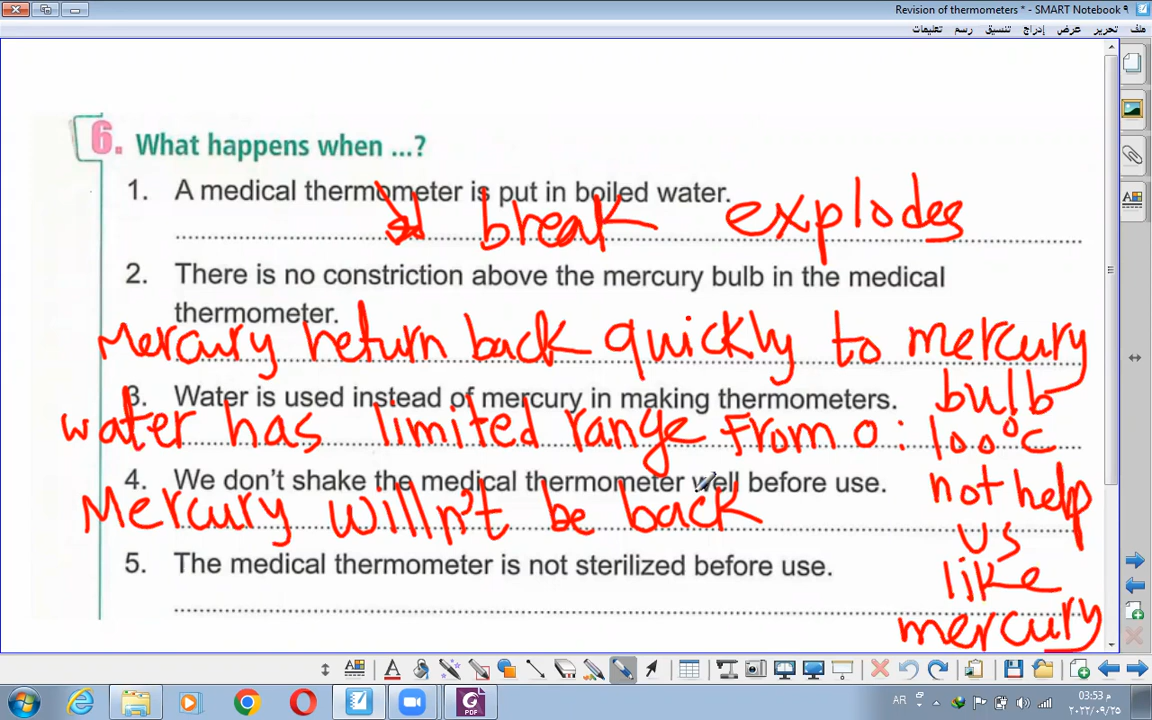 Revision of thermometers * - SMART Notebook ٩
ملف تحرير عرض إدراج تنسيق رسم تعليمات
6. What happens when ...?
1. A medical thermometer is put in boiled water.
break explodes
2. There is no constriction above the mercury bulb in the medical
thermometer.
Mercury return back quickly to mercury
bulb
3. Water is used instead of mercury in making thermometers.
water has limited range From 0 : 100°c
not help
us
like
mercury
4. We don't shake the medical thermometer well before use.
Mercury willn't be back
5. The medical thermometer is not sterilized before use.
PDF
AR
03:53 م
٢٠٢٢/٠٩/٢٥